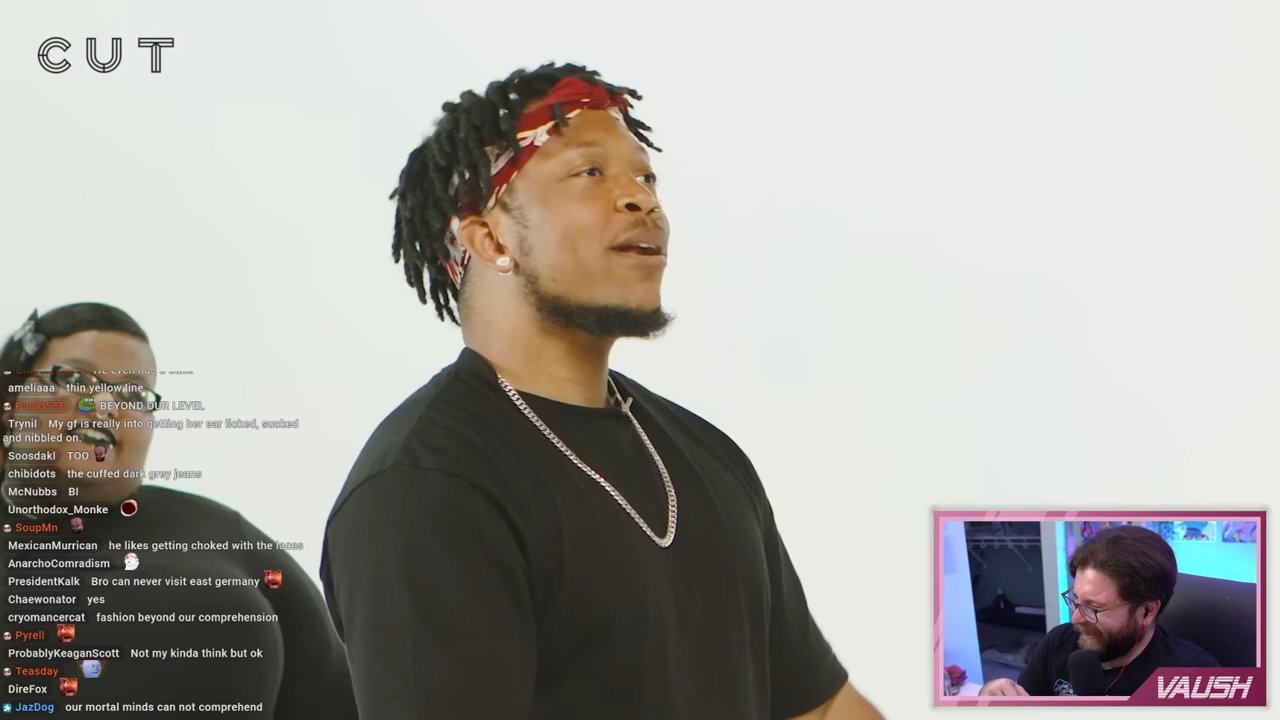 CUT
ameliaaa thin yellow line
BEYOND OUR LEVEL
Trynil My gf is really into getting her ear licked, sucked
and nibbled on.
Soosdakl TOO
chibidots the cuffed dark grey jeans
McNubbs BI
Unorthodox_Monke
SoupMn
MexicanMurrican he likes getting choked with the laces
AnarchoComradism
PresidentKalk Bro can never visit east germany
Chaewonator yes
cryomancercat fashion beyond our comprehension
Pyrell
ProbablyKeaganScott Not my kinda think but ok
Teasday
DireFox
JazDog our mortal minds can not comprehend
VAUSH